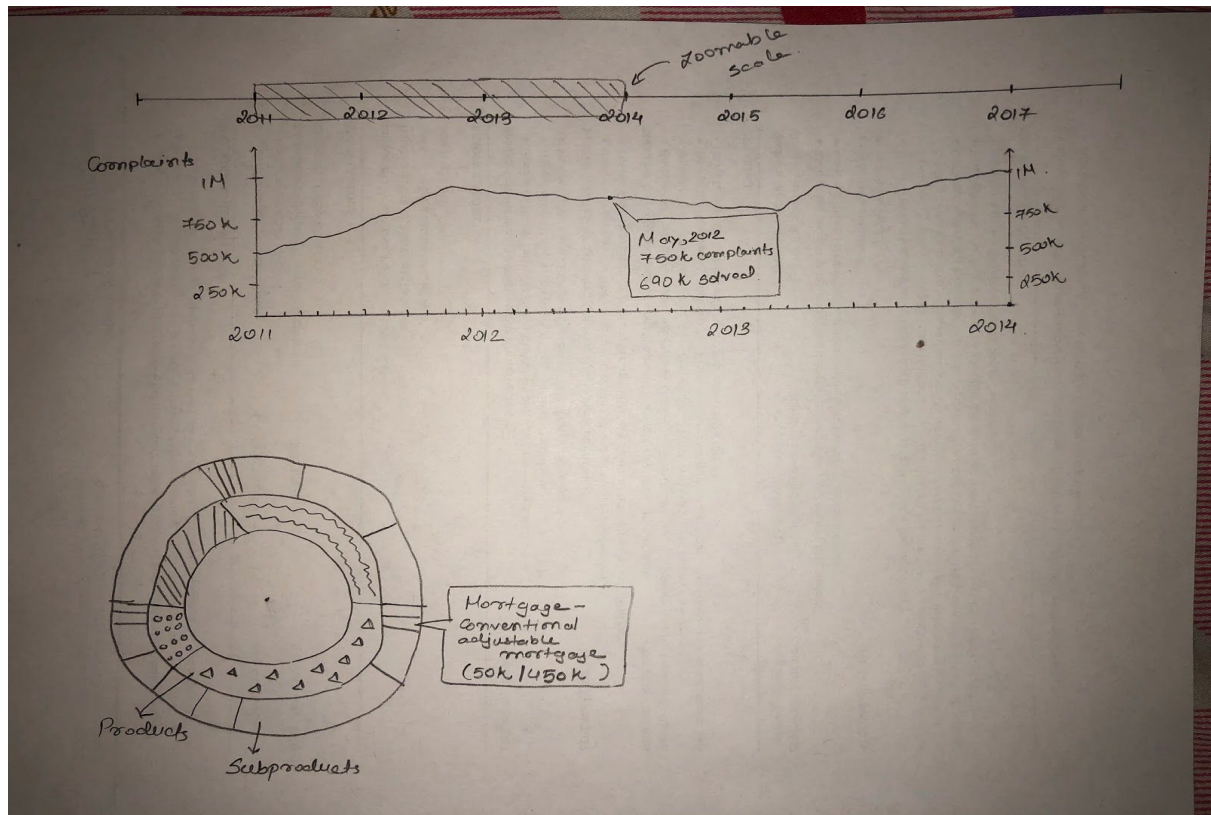 Zoomable
scale.
2011 2012 2013 2014 2015 2016 2017
Complaints
1M 1M.
750k 750k
500k 500k
250k 250k
May, 2012
750k complaints
690k solved.
2011 2012 2013 2014
Mortgage -
Conventional
adjustable
mortgage
(50k/450k)
Products
Subproducts